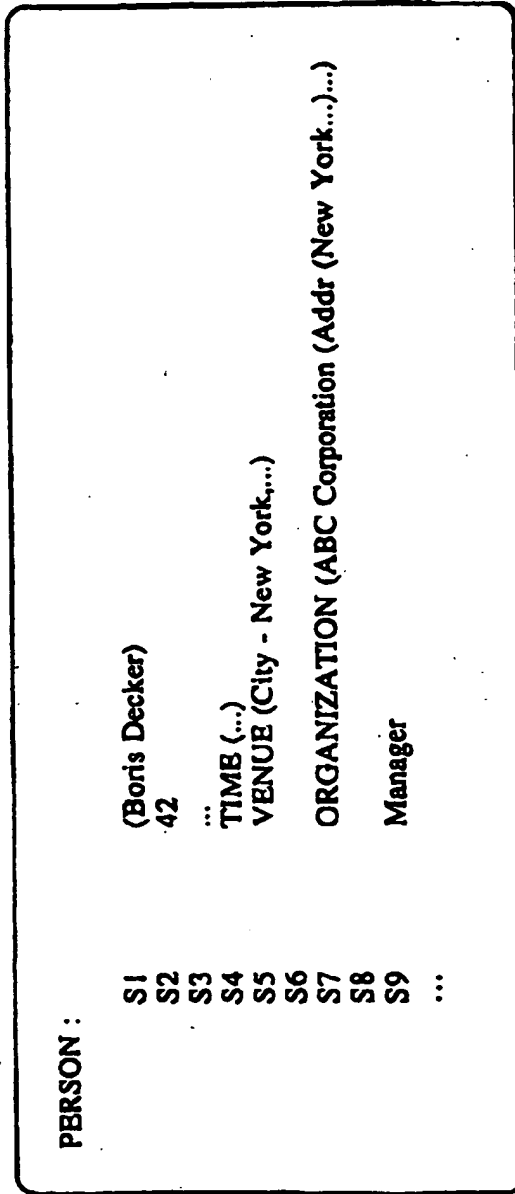 PERSON :
S1 (Boris Decker)
S2 42
S3 ...
S4 TIME (...)
S5 VENUE (City - New York,...)
S6
S7 ORGANIZATION (ABC Corporation (Addr (New York...)...)
S8
S9 Manager
...